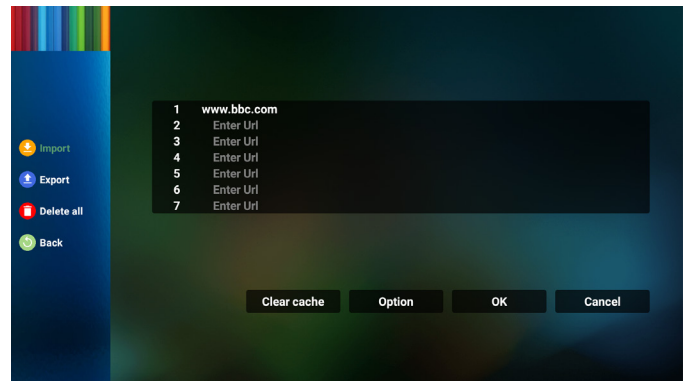 Import
Export
Delete all
Back
1 www.bbc.com
2 Enter Url
3 Enter Url
4 Enter Url
5 Enter Url
6 Enter Url
7 Enter Url
Clear cache Option OK Cancel